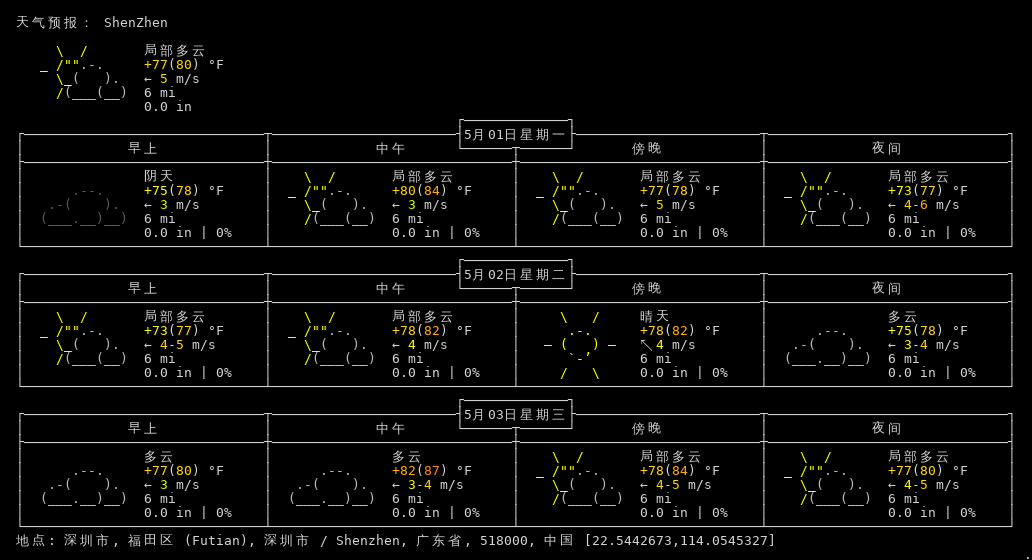 天气预报： ShenZhen
局部多云
+77(80) °F
← 5 m/s
6 mi
0.0 in
5月01日星期一
早上 中午 傍晚 夜间
阴天 局部多云 局部多云 局部多云
+75(78) °F +80(84) °F +77(78) °F +73(77) °F
← 3 m/s ← 3 m/s ← 5 m/s ← 4-6 m/s
6 mi 6 mi 6 mi 6 mi
0.0 in | 0% 0.0 in | 0% 0.0 in | 0% 0.0 in | 0%
5月02日星期二
早上 中午 傍晚 夜间
局部多云 局部多云 晴天 多云
+73(77) °F +78(82) °F +78(82) °F +75(78) °F
← 4-5 m/s ← 4 m/s ↖ 4 m/s ← 3-4 m/s
6 mi 6 mi 6 mi 6 mi
0.0 in | 0% 0.0 in | 0% 0.0 in | 0% 0.0 in | 0%
5月03日星期三
早上 中午 傍晚 夜间
多云 多云 局部多云 局部多云
+77(80) °F +82(87) °F +78(84) °F +77(80) °F
← 3 m/s ← 3-4 m/s ← 4-5 m/s ← 4-5 m/s
6 mi 6 mi 6 mi 6 mi
0.0 in | 0% 0.0 in | 0% 0.0 in | 0% 0.0 in | 0%
地点: 深圳市, 福田区 (Futian), 深圳市 / Shenzhen, 广东省, 518000, 中国 [22.5442673,114.0545327]